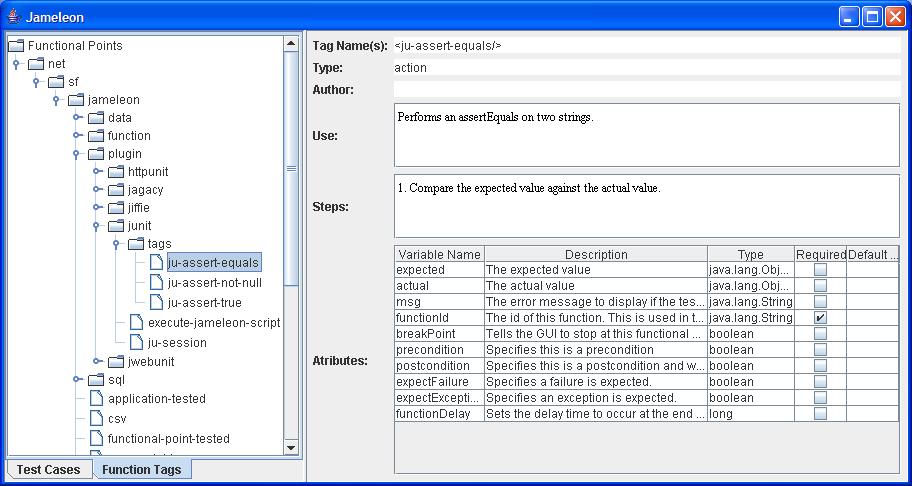 Jameleon
Functional Points
net
sf
jameleon
data
function
plugin
httpunit
jagacy
jiffie
junit
tags
ju-assert-equals
ju-assert-not-null
ju-assert-true
execute-jameleon-script
ju-session
jwebunit
sql
application-tested
csv
functional-point-tested
Test Cases Function Tags
Tag Name(s): <ju-assert-equals/>
Type: action
Author:
Use: Performs an assertEquals on two strings.
Steps: 1. Compare the expected value against the actual value.
Atributes:
Variable Name Description Type Required Default ...
expected The expected value java.lang.Obj...
actual The actual value java.lang.Obj...
msg The error message to display if the tes... java.lang.String
functionId The id of this function. This is used in t... java.lang.String
breakPoint Tells the GUI to stop at this functional ... boolean
precondition Specifies this is a precondition boolean
postcondition Specifies this is a postcondition and w... boolean
expectFailure Specifies a failure is expected. boolean
expectExcepti... Specifies an exception is expected. boolean
functionDelay Sets the delay time to occur at the end ... long